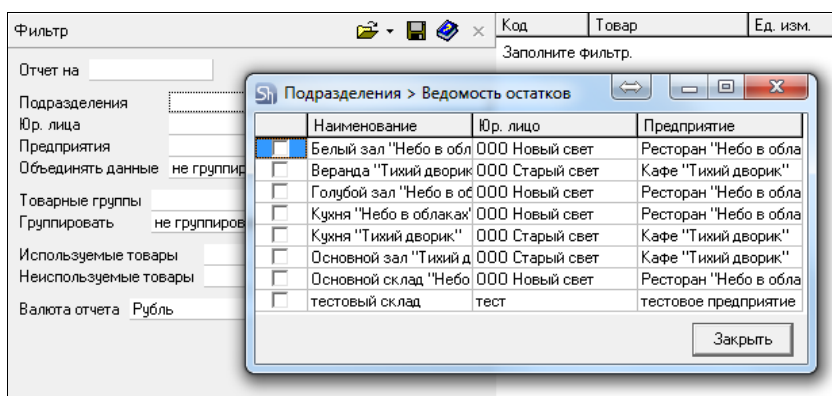 Фильтр
Код Товар Ед. изм.
Заполните фильтр.
Отчет на
Подразделения
Юр. лица
Предприятия
Объединять данные не группир
Товарные группы
Группировать не группиров
Используемые товары
Неиспользуемые товары
Валюта отчета Рубль
Sh Подразделения > Ведомость остатков
Наименование Юр. лицо Предприятие
Белый зал "Небо в обл ООО Новый свет Ресторан "Небо в обла
Веранда "Тихий дворик ООО Старый свет Кафе "Тихий дворик"
Голубой зал "Небо в об ООО Новый свет Ресторан "Небо в обла
Кухня "Небо в облаках" ООО Новый свет Ресторан "Небо в обла
Кухня "Тихий дворик" ООО Старый свет Кафе "Тихий дворик"
Основной зал "Тихий д ООО Старый свет Кафе "Тихий дворик"
Основной склад "Небо ООО Новый свет Ресторан "Небо в обла
тестовый склад тест тестовое предприятие
Закрыть